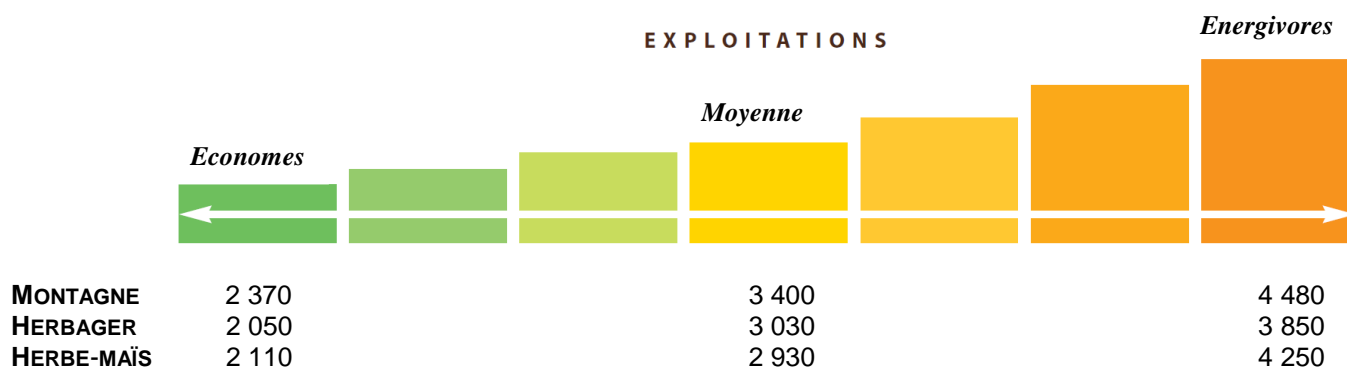 Energivores
EXPLOITATIONS
Moyenne
Economes
MONTAGNE 2 370 3 400 4 480
HERBAGER 2 050 3 030 3 850
HERBE-MAÏS 2 110 2 930 4 250